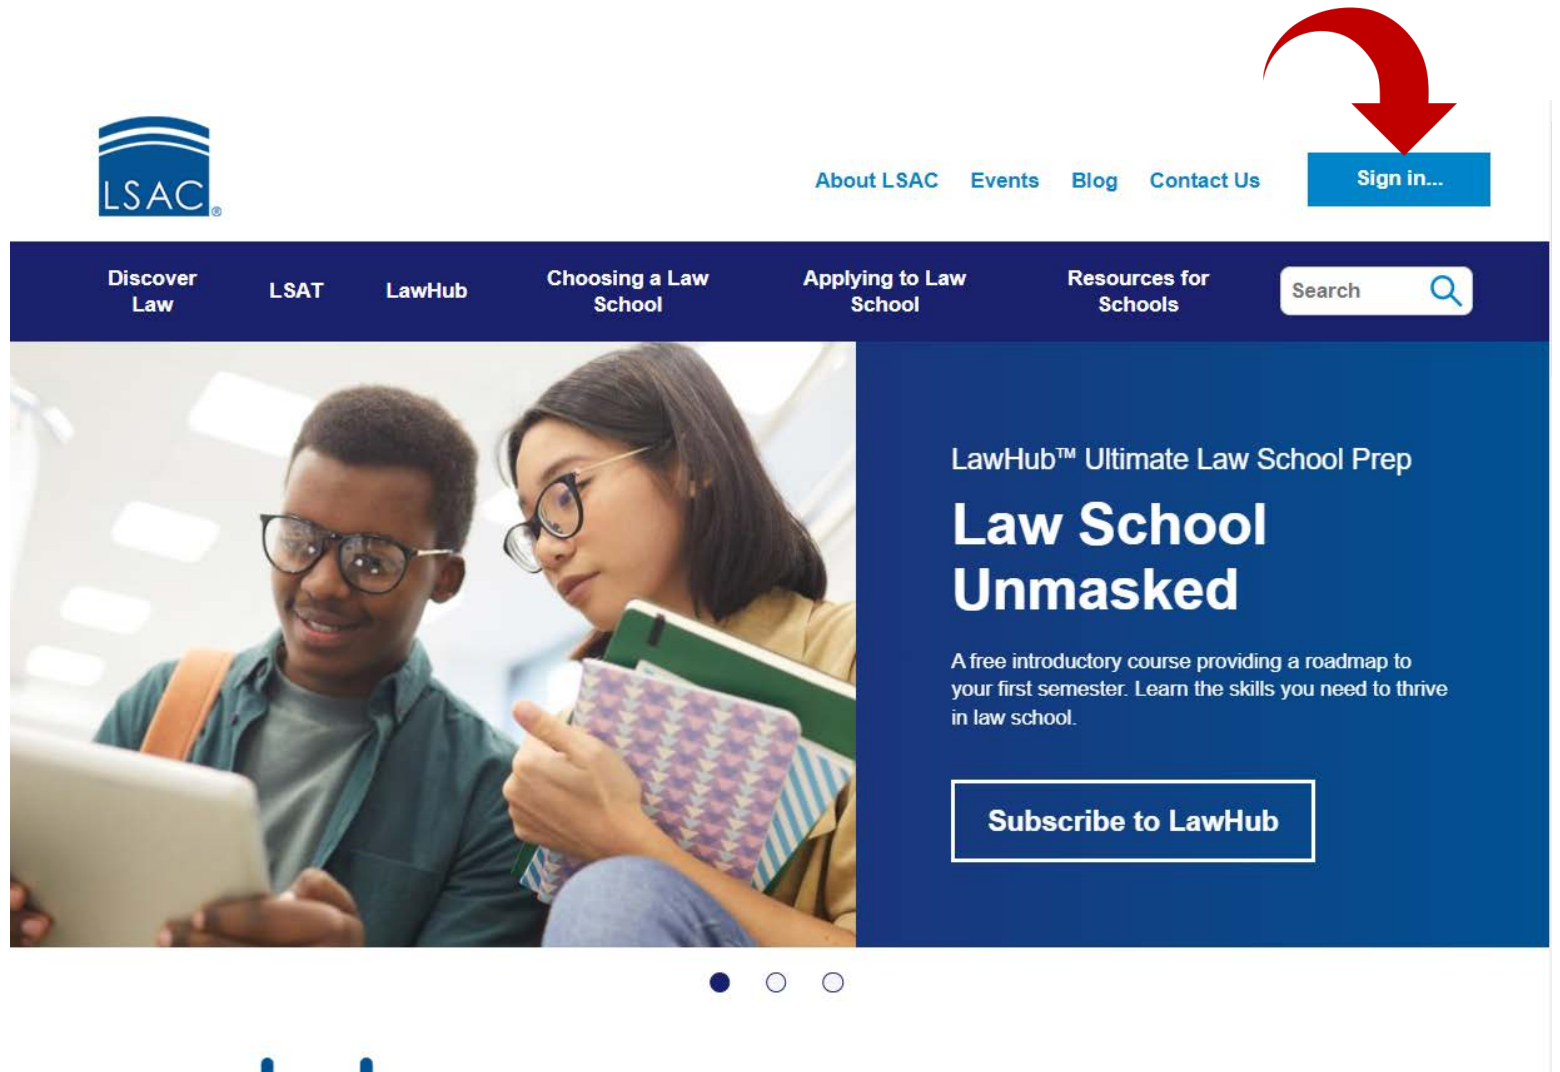 LSAC®
About LSAC Events Blog Contact Us Sign in...
Discover Law
LSAT
LawHub
Choosing a Law School
Applying to Law School
Resources for Schools
Search
LawHub™ Ultimate Law School Prep
Law School
Unmasked
A free introductory course providing a roadmap to
your first semester. Learn the skills you need to thrive
in law school.
Subscribe to LawHub